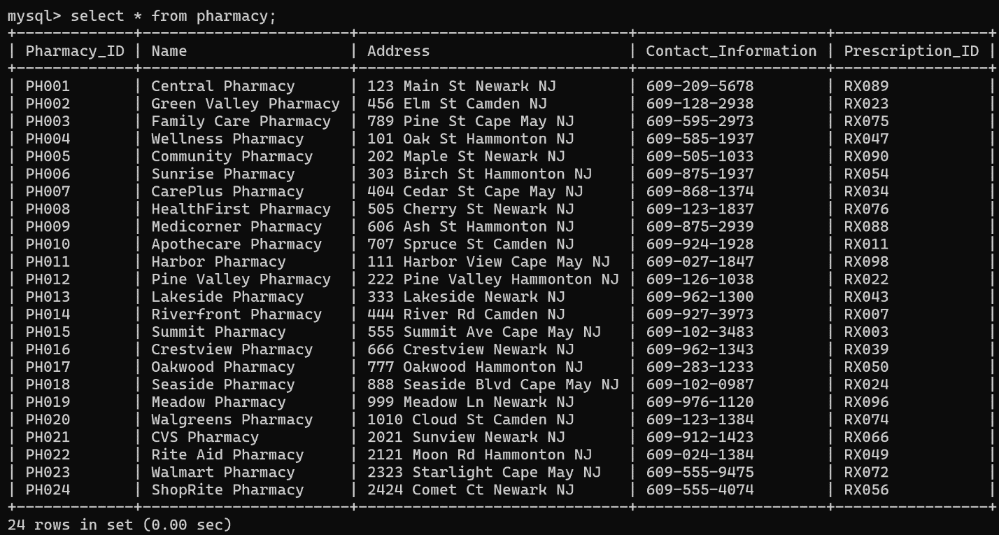 mysql> select * from pharmacy;
+-------------+-----------------------+------------------------------+---------------------+-----------------+
| Pharmacy_ID | Name                  | Address                      | Contact_Information | Prescription_ID |
+-------------+-----------------------+------------------------------+---------------------+-----------------+
| PH001       | Central Pharmacy      | 123 Main St Newark NJ        | 609-209-5678        | RX089           |
| PH002       | Green Valley Pharmacy | 456 Elm St Camden NJ         | 609-128-2938        | RX023           |
| PH003       | Family Care Pharmacy  | 789 Pine St Cape May NJ      | 609-595-2973        | RX075           |
| PH004       | Wellness Pharmacy     | 101 Oak St Hammonton NJ      | 609-585-1937        | RX047           |
| PH005       | Community Pharmacy    | 202 Maple St Newark NJ       | 609-505-1033        | RX090           |
| PH006       | Sunrise Pharmacy      | 303 Birch St Hammonton NJ    | 609-875-1937        | RX054           |
| PH007       | CarePlus Pharmacy     | 404 Cedar St Cape May NJ     | 609-868-1374        | RX034           |
| PH008       | HealthFirst Pharmacy  | 505 Cherry St Newark NJ      | 609-123-1837        | RX076           |
| PH009       | Medicorner Pharmacy   | 606 Ash St Hammonton NJ      | 609-875-2939        | RX088           |
| PH010       | Apothecare Pharmacy   | 707 Spruce St Camden NJ      | 609-924-1928        | RX011           |
| PH011       | Harbor Pharmacy       | 111 Harbor View Cape May NJ  | 609-027-1847        | RX098           |
| PH012       | Pine Valley Pharmacy  | 222 Pine Valley Hammonton NJ | 609-126-1038        | RX022           |
| PH013       | Lakeside Pharmacy     | 333 Lakeside Newark NJ       | 609-962-1300        | RX043           |
| PH014       | Riverfront Pharmacy   | 444 River Rd Camden NJ       | 609-927-3973        | RX007           |
| PH015       | Summit Pharmacy       | 555 Summit Ave Cape May NJ   | 609-102-3483        | RX003           |
| PH016       | Crestview Pharmacy    | 666 Crestview Newark NJ      | 609-962-1343        | RX039           |
| PH017       | Oakwood Pharmacy      | 777 Oakwood Hammonton NJ     | 609-283-1233        | RX050           |
| PH018       | Seaside Pharmacy      | 888 Seaside Blvd Cape May NJ | 609-102-0987        | RX024           |
| PH019       | Meadow Pharmacy       | 999 Meadow Ln Newark NJ      | 609-976-1120        | RX096           |
| PH020       | Walgreens Pharmacy    | 1010 Cloud St Camden NJ      | 609-123-1384        | RX074           |
| PH021       | CVS Pharmacy          | 2021 Sunview Newark NJ       | 609-912-1423        | RX066           |
| PH022       | Rite Aid Pharmacy     | 2121 Moon Rd Hammonton NJ    | 609-024-1384        | RX049           |
| PH023       | Walmart Pharmacy      | 2323 Starlight Cape May NJ   | 609-555-9475        | RX072           |
| PH024       | ShopRite Pharmacy     | 2424 Comet Ct Newark NJ      | 609-555-4074        | RX056           |
+-------------+-----------------------+------------------------------+---------------------+-----------------+
24 rows in set (0.00 sec)